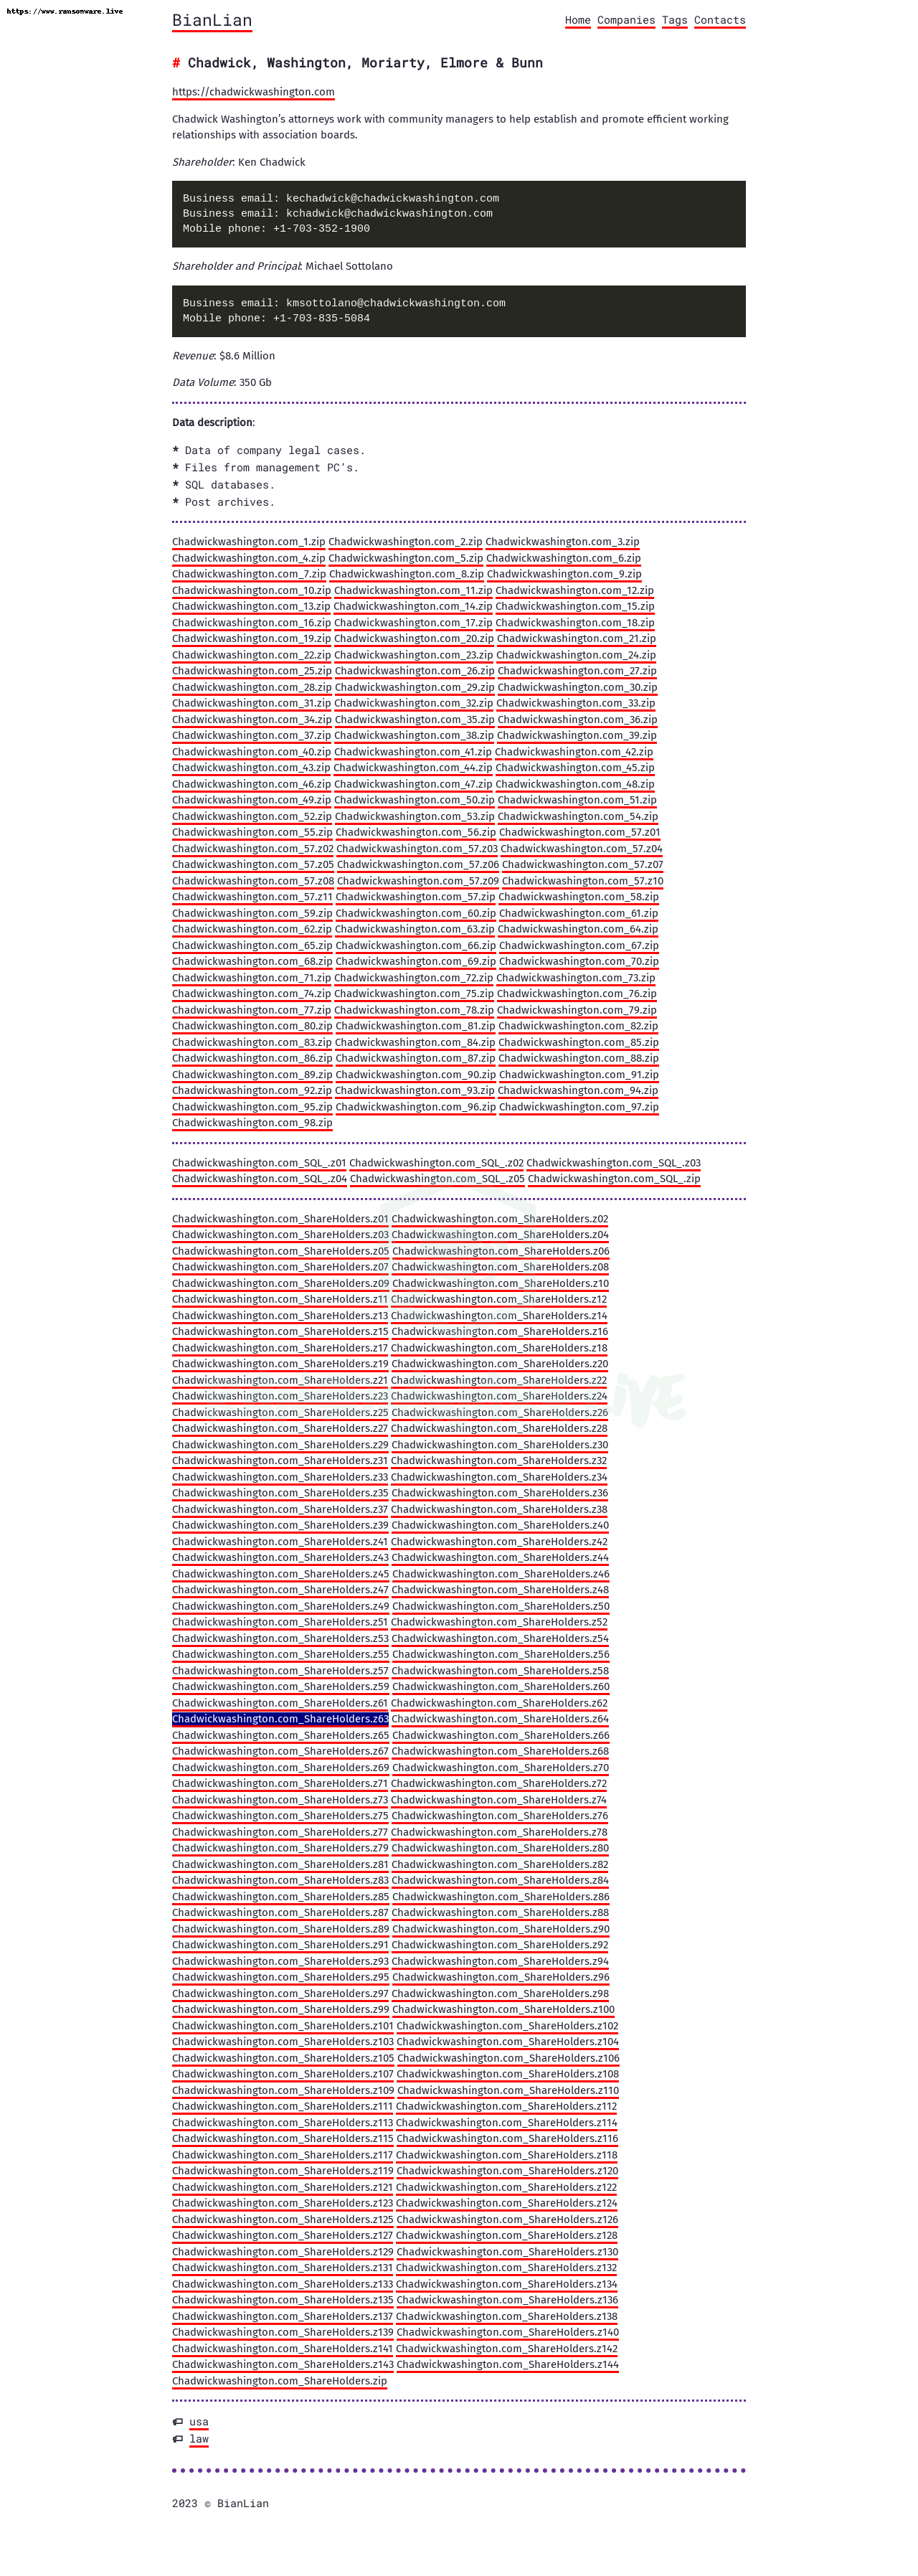 https://www.ransomware.live
BianLian
Home Companies Tags Contacts
# Chadwick, Washington, Moriarty, Elmore & Bunn
https://chadwickwashington.com
Chadwick Washington’s attorneys work with community managers to help establish and promote efficient working
relationships with association boards.
Shareholder: Ken Chadwick
Business email: kechadwick@chadwickwashington.com
Business email: kchadwick@chadwickwashington.com
Mobile phone: +1-703-352-1900
Shareholder and Principal: Michael Sottolano
Business email: kmsottolano@chadwickwashington.com
Mobile phone: +1-703-835-5084
Revenue: $8.6 Million
Data Volume: 350 Gb
Data description:
* Data of company legal cases.
* Files from management PC’s.
* SQL databases.
* Post archives.
Chadwickwashington.com_1.zip Chadwickwashington.com_2.zip Chadwickwashington.com_3.zip
Chadwickwashington.com_4.zip Chadwickwashington.com_5.zip Chadwickwashington.com_6.zip
Chadwickwashington.com_7.zip Chadwickwashington.com_8.zip Chadwickwashington.com_9.zip
Chadwickwashington.com_10.zip Chadwickwashington.com_11.zip Chadwickwashington.com_12.zip
Chadwickwashington.com_13.zip Chadwickwashington.com_14.zip Chadwickwashington.com_15.zip
Chadwickwashington.com_16.zip Chadwickwashington.com_17.zip Chadwickwashington.com_18.zip
Chadwickwashington.com_19.zip Chadwickwashington.com_20.zip Chadwickwashington.com_21.zip
Chadwickwashington.com_22.zip Chadwickwashington.com_23.zip Chadwickwashington.com_24.zip
Chadwickwashington.com_25.zip Chadwickwashington.com_26.zip Chadwickwashington.com_27.zip
Chadwickwashington.com_28.zip Chadwickwashington.com_29.zip Chadwickwashington.com_30.zip
Chadwickwashington.com_31.zip Chadwickwashington.com_32.zip Chadwickwashington.com_33.zip
Chadwickwashington.com_34.zip Chadwickwashington.com_35.zip Chadwickwashington.com_36.zip
Chadwickwashington.com_37.zip Chadwickwashington.com_38.zip Chadwickwashington.com_39.zip
Chadwickwashington.com_40.zip Chadwickwashington.com_41.zip Chadwickwashington.com_42.zip
Chadwickwashington.com_43.zip Chadwickwashington.com_44.zip Chadwickwashington.com_45.zip
Chadwickwashington.com_46.zip Chadwickwashington.com_47.zip Chadwickwashington.com_48.zip
Chadwickwashington.com_49.zip Chadwickwashington.com_50.zip Chadwickwashington.com_51.zip
Chadwickwashington.com_52.zip Chadwickwashington.com_53.zip Chadwickwashington.com_54.zip
Chadwickwashington.com_55.zip Chadwickwashington.com_56.zip Chadwickwashington.com_57.z01
Chadwickwashington.com_57.z02 Chadwickwashington.com_57.z03 Chadwickwashington.com_57.z04
Chadwickwashington.com_57.z05 Chadwickwashington.com_57.z06 Chadwickwashington.com_57.z07
Chadwickwashington.com_57.z08 Chadwickwashington.com_57.z09 Chadwickwashington.com_57.z10
Chadwickwashington.com_57.z11 Chadwickwashington.com_57.zip Chadwickwashington.com_58.zip
Chadwickwashington.com_59.zip Chadwickwashington.com_60.zip Chadwickwashington.com_61.zip
Chadwickwashington.com_62.zip Chadwickwashington.com_63.zip Chadwickwashington.com_64.zip
Chadwickwashington.com_65.zip Chadwickwashington.com_66.zip Chadwickwashington.com_67.zip
Chadwickwashington.com_68.zip Chadwickwashington.com_69.zip Chadwickwashington.com_70.zip
Chadwickwashington.com_71.zip Chadwickwashington.com_72.zip Chadwickwashington.com_73.zip
Chadwickwashington.com_74.zip Chadwickwashington.com_75.zip Chadwickwashington.com_76.zip
Chadwickwashington.com_77.zip Chadwickwashington.com_78.zip Chadwickwashington.com_79.zip
Chadwickwashington.com_80.zip Chadwickwashington.com_81.zip Chadwickwashington.com_82.zip
Chadwickwashington.com_83.zip Chadwickwashington.com_84.zip Chadwickwashington.com_85.zip
Chadwickwashington.com_86.zip Chadwickwashington.com_87.zip Chadwickwashington.com_88.zip
Chadwickwashington.com_89.zip Chadwickwashington.com_90.zip Chadwickwashington.com_91.zip
Chadwickwashington.com_92.zip Chadwickwashington.com_93.zip Chadwickwashington.com_94.zip
Chadwickwashington.com_95.zip Chadwickwashington.com_96.zip Chadwickwashington.com_97.zip
Chadwickwashington.com_98.zip
Chadwickwashington.com_SQL_.z01 Chadwickwashington.com_SQL_.z02 Chadwickwashington.com_SQL_.z03
Chadwickwashington.com_SQL_.z04 Chadwickwashington.com_SQL_.z05 Chadwickwashington.com_SQL_.zip
Chadwickwashington.com_ShareHolders.z01 Chadwickwashington.com_ShareHolders.z02
Chadwickwashington.com_ShareHolders.z03 Chadwickwashington.com_ShareHolders.z04
Chadwickwashington.com_ShareHolders.z05 Chadwickwashington.com_ShareHolders.z06
Chadwickwashington.com_ShareHolders.z07 Chadwickwashington.com_ShareHolders.z08
Chadwickwashington.com_ShareHolders.z09 Chadwickwashington.com_ShareHolders.z10
Chadwickwashington.com_ShareHolders.z11 Chadwickwashington.com_ShareHolders.z12
Chadwickwashington.com_ShareHolders.z13 Chadwickwashington.com_ShareHolders.z14
Chadwickwashington.com_ShareHolders.z15 Chadwickwashington.com_ShareHolders.z16
Chadwickwashington.com_ShareHolders.z17 Chadwickwashington.com_ShareHolders.z18
Chadwickwashington.com_ShareHolders.z19 Chadwickwashington.com_ShareHolders.z20
Chadwickwashington.com_ShareHolders.z21 Chadwickwashington.com_ShareHolders.z22
Chadwickwashington.com_ShareHolders.z23 Chadwickwashington.com_ShareHolders.z24
Chadwickwashington.com_ShareHolders.z25 Chadwickwashington.com_ShareHolders.z26
Chadwickwashington.com_ShareHolders.z27 Chadwickwashington.com_ShareHolders.z28
Chadwickwashington.com_ShareHolders.z29 Chadwickwashington.com_ShareHolders.z30
Chadwickwashington.com_ShareHolders.z31 Chadwickwashington.com_ShareHolders.z32
Chadwickwashington.com_ShareHolders.z33 Chadwickwashington.com_ShareHolders.z34
Chadwickwashington.com_ShareHolders.z35 Chadwickwashington.com_ShareHolders.z36
Chadwickwashington.com_ShareHolders.z37 Chadwickwashington.com_ShareHolders.z38
Chadwickwashington.com_ShareHolders.z39 Chadwickwashington.com_ShareHolders.z40
Chadwickwashington.com_ShareHolders.z41 Chadwickwashington.com_ShareHolders.z42
Chadwickwashington.com_ShareHolders.z43 Chadwickwashington.com_ShareHolders.z44
Chadwickwashington.com_ShareHolders.z45 Chadwickwashington.com_ShareHolders.z46
Chadwickwashington.com_ShareHolders.z47 Chadwickwashington.com_ShareHolders.z48
Chadwickwashington.com_ShareHolders.z49 Chadwickwashington.com_ShareHolders.z50
Chadwickwashington.com_ShareHolders.z51 Chadwickwashington.com_ShareHolders.z52
Chadwickwashington.com_ShareHolders.z53 Chadwickwashington.com_ShareHolders.z54
Chadwickwashington.com_ShareHolders.z55 Chadwickwashington.com_ShareHolders.z56
Chadwickwashington.com_ShareHolders.z57 Chadwickwashington.com_ShareHolders.z58
Chadwickwashington.com_ShareHolders.z59 Chadwickwashington.com_ShareHolders.z60
Chadwickwashington.com_ShareHolders.z61 Chadwickwashington.com_ShareHolders.z62
Chadwickwashington.com_ShareHolders.z63 Chadwickwashington.com_ShareHolders.z64
Chadwickwashington.com_ShareHolders.z65 Chadwickwashington.com_ShareHolders.z66
Chadwickwashington.com_ShareHolders.z67 Chadwickwashington.com_ShareHolders.z68
Chadwickwashington.com_ShareHolders.z69 Chadwickwashington.com_ShareHolders.z70
Chadwickwashington.com_ShareHolders.z71 Chadwickwashington.com_ShareHolders.z72
Chadwickwashington.com_ShareHolders.z73 Chadwickwashington.com_ShareHolders.z74
Chadwickwashington.com_ShareHolders.z75 Chadwickwashington.com_ShareHolders.z76
Chadwickwashington.com_ShareHolders.z77 Chadwickwashington.com_ShareHolders.z78
Chadwickwashington.com_ShareHolders.z79 Chadwickwashington.com_ShareHolders.z80
Chadwickwashington.com_ShareHolders.z81 Chadwickwashington.com_ShareHolders.z82
Chadwickwashington.com_ShareHolders.z83 Chadwickwashington.com_ShareHolders.z84
Chadwickwashington.com_ShareHolders.z85 Chadwickwashington.com_ShareHolders.z86
Chadwickwashington.com_ShareHolders.z87 Chadwickwashington.com_ShareHolders.z88
Chadwickwashington.com_ShareHolders.z89 Chadwickwashington.com_ShareHolders.z90
Chadwickwashington.com_ShareHolders.z91 Chadwickwashington.com_ShareHolders.z92
Chadwickwashington.com_ShareHolders.z93 Chadwickwashington.com_ShareHolders.z94
Chadwickwashington.com_ShareHolders.z95 Chadwickwashington.com_ShareHolders.z96
Chadwickwashington.com_ShareHolders.z97 Chadwickwashington.com_ShareHolders.z98
Chadwickwashington.com_ShareHolders.z99 Chadwickwashington.com_ShareHolders.z100
Chadwickwashington.com_ShareHolders.z101 Chadwickwashington.com_ShareHolders.z102
Chadwickwashington.com_ShareHolders.z103 Chadwickwashington.com_ShareHolders.z104
Chadwickwashington.com_ShareHolders.z105 Chadwickwashington.com_ShareHolders.z106
Chadwickwashington.com_ShareHolders.z107 Chadwickwashington.com_ShareHolders.z108
Chadwickwashington.com_ShareHolders.z109 Chadwickwashington.com_ShareHolders.z110
Chadwickwashington.com_ShareHolders.z111 Chadwickwashington.com_ShareHolders.z112
Chadwickwashington.com_ShareHolders.z113 Chadwickwashington.com_ShareHolders.z114
Chadwickwashington.com_ShareHolders.z115 Chadwickwashington.com_ShareHolders.z116
Chadwickwashington.com_ShareHolders.z117 Chadwickwashington.com_ShareHolders.z118
Chadwickwashington.com_ShareHolders.z119 Chadwickwashington.com_ShareHolders.z120
Chadwickwashington.com_ShareHolders.z121 Chadwickwashington.com_ShareHolders.z122
Chadwickwashington.com_ShareHolders.z123 Chadwickwashington.com_ShareHolders.z124
Chadwickwashington.com_ShareHolders.z125 Chadwickwashington.com_ShareHolders.z126
Chadwickwashington.com_ShareHolders.z127 Chadwickwashington.com_ShareHolders.z128
Chadwickwashington.com_ShareHolders.z129 Chadwickwashington.com_ShareHolders.z130
Chadwickwashington.com_ShareHolders.z131 Chadwickwashington.com_ShareHolders.z132
Chadwickwashington.com_ShareHolders.z133 Chadwickwashington.com_ShareHolders.z134
Chadwickwashington.com_ShareHolders.z135 Chadwickwashington.com_ShareHolders.z136
Chadwickwashington.com_ShareHolders.z137 Chadwickwashington.com_ShareHolders.z138
Chadwickwashington.com_ShareHolders.z139 Chadwickwashington.com_ShareHolders.z140
Chadwickwashington.com_ShareHolders.z141 Chadwickwashington.com_ShareHolders.z142
Chadwickwashington.com_ShareHolders.z143 Chadwickwashington.com_ShareHolders.z144
Chadwickwashington.com_ShareHolders.zip
usa
law
2023 © BianLian